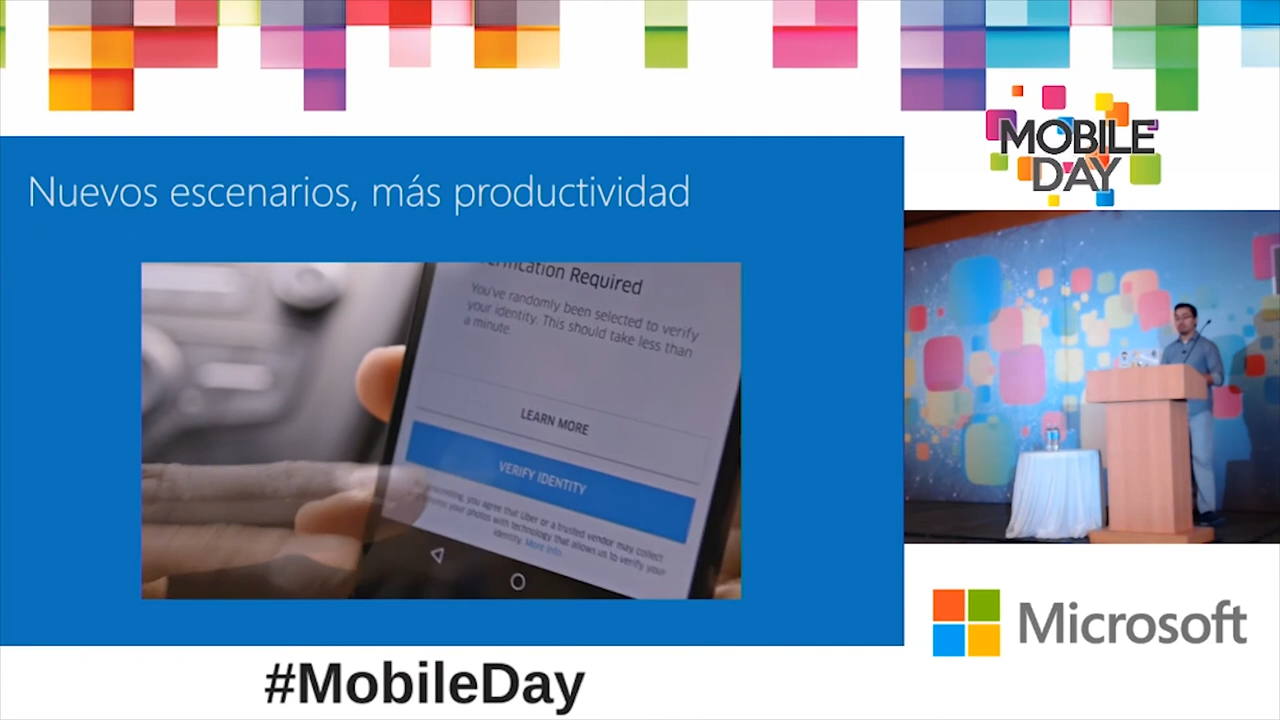 MOBILE
DAY
Nuevos escenarios, más productividad
Required
You've randomly been selected to verify
your identity. This should take less than
a minute.
LEARN MORE
VERIFY IDENTITY
you agree that Uber or a trusted vendor may collect
your photos with technology that allows us to verify your
identity. More info.
Microsoft
#MobileDay